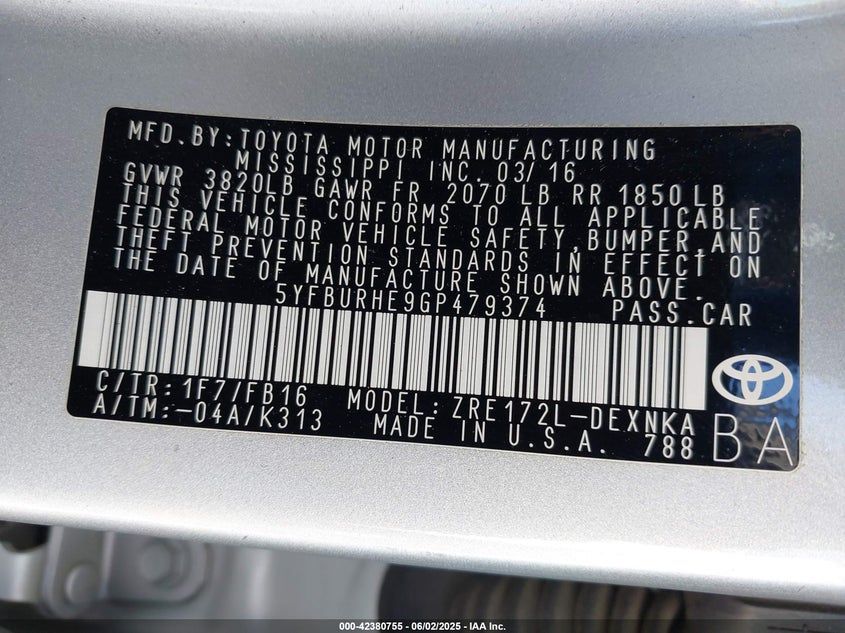 MFD.BY:TOYOTA MOTOR MANUFACTURING
MISSISSIPPI INC. 03/16
GVWR 3820LB GAWR FR 2070 LB RR 1850 LB
THIS VEHICLE CONFORMS TO ALL APPLICABLE
FEDERAL MOTOR VEHICLE SAFETY,BUMPER,AND
THEFT PREVENTION STANDARDS IN EFFECT ON
THE DATE OF MANUFACTURE SHOWN ABOVE.
5YFBURHE9GP479374 PASS.CAR
C/TR: 1F7/FB16 MODEL: ZRE172L-DEXNKA
A/TM:-04A/K313 MADE IN U.S.A. 788 BA
000-42380755 - 06/02/2025 - IAA Inc.